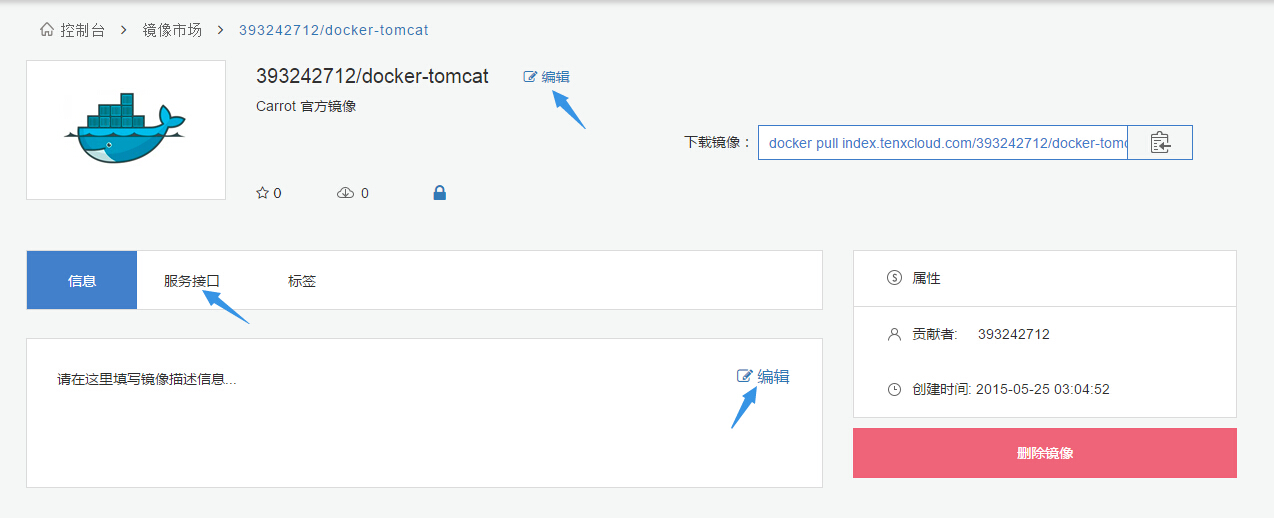 控制台 > 镜像市场 > 393242712/docker-tomcat
393242712/docker-tomcat 编辑
Carrot 官方镜像
下载镜像： docker pull index.tenxcloud.com/393242712/docker-tomc
0 0
信息 服务接口 标签
请在这里填写镜像描述信息...
编辑
属性
贡献者: 393242712
创建时间: 2015-05-25 03:04:52
删除镜像